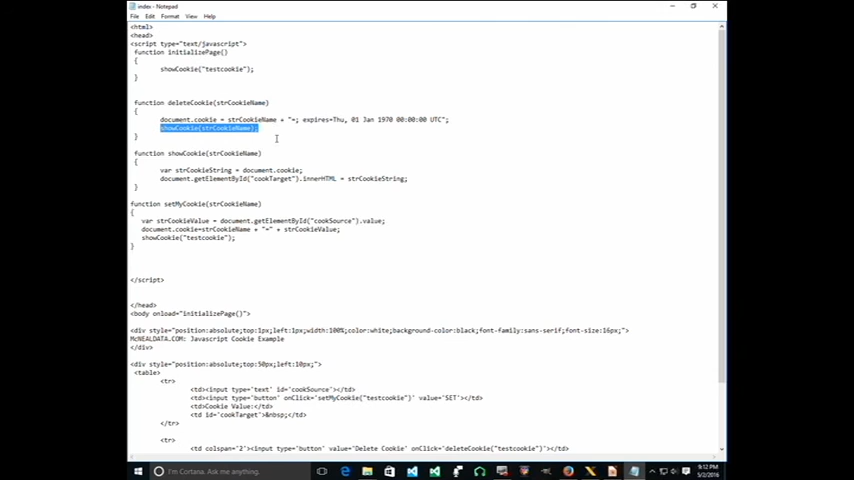 index - Notepad
File Edit Format View Help
<html>
<head>
<script type="text/javascript">
function initializePage()
{
showCookie("testcookie");
}
function deleteCookie(strCookieName)
{
document.cookie = strCookieName + "=; expires=Thu, 01 Jan 1970 00:00:00 UTC";
showCookie(strCookieName);
}
function showCookie(strCookieName)
{
var strCookieString = document.cookie;
document.getElementById("cookTarget").innerHTML = strCookieString;
}
function setMyCookie(strCookieName)
{
var strCookieValue = document.getElementById("cookSource").value;
document.cookie=strCookieName + "=" + strCookieValue;
showCookie("testcookie");
}
</script>
</head>
<body onload="initializePage()">
<div style="position:absolute;top:1px;left:1px;width:100%;color:white;background-color:black;font-family:sans-serif;font-size:16px;">
McNEALDATA.COM: Javascript Cookie Example
</div>
<div style="position:absolute;top:50px;left:10px;">
<table>
<tr>
<td><input type='text' id='cookSource'></td>
<td><input type='button' onClick='setMyCookie("testcookie")' value='SET'></td>
<td>Cookie Value:</td>
<td id='cookTarget'>&nbsp;</td>
</tr>
<tr>
<td colspan='2'><input type='button' value='Delete Cookie' onClick='deleteCookie("testcookie")'></td>
I'm Cortana. Ask me anything.
9:12 PM
5/2/2016